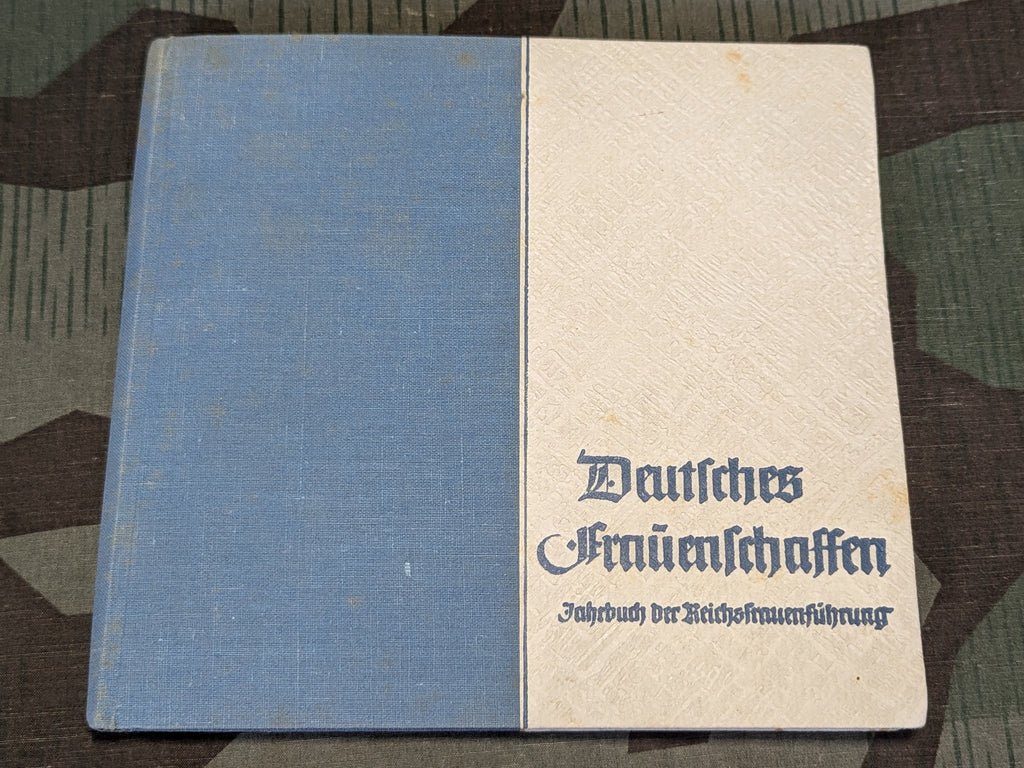 Deutsches
Frauenschaffen
Jahrbuch der Reichsfrauenführung